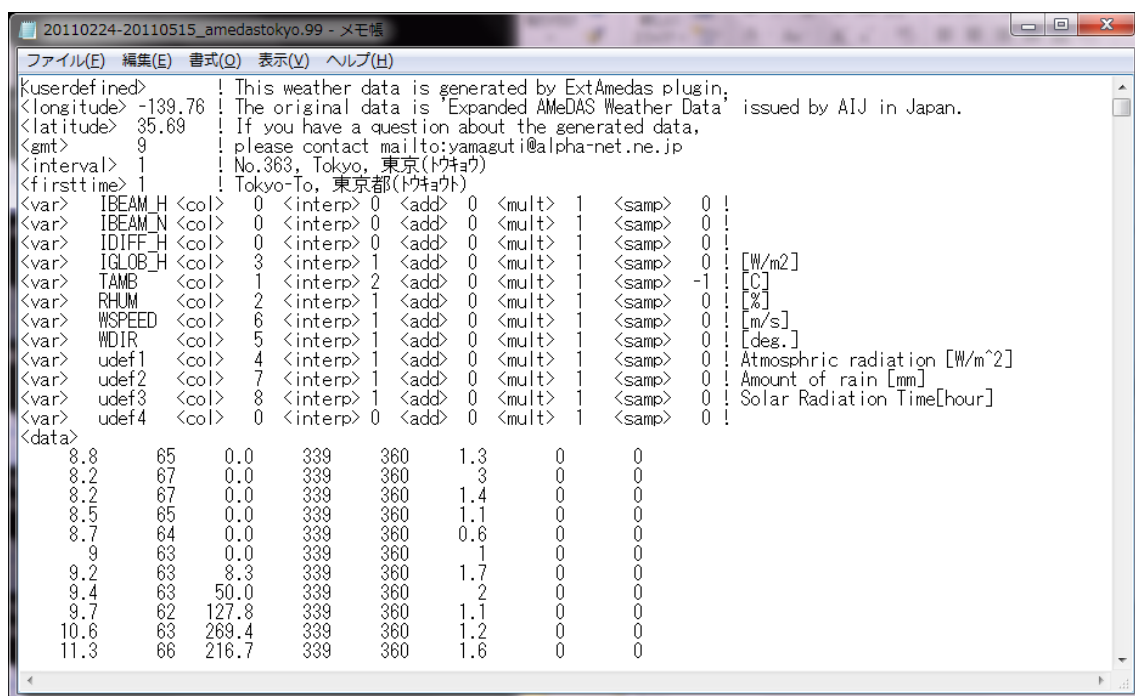 20110224-20110515_amedastokyo.99 - メモ帳
ファイル(F) 編集(E) 書式(O) 表示(V) ヘルプ(H)
<userdefined> ! This weather data is generated by ExtAmedas plugin.
<longitude> -139.76 ! The original data is 'Expanded AMeDAS Weather Data' issued by AIJ in Japan.
<latitude> 35.69 ! If you have a question about the generated data,
<gmt> 9 ! please contact mailto:yamaguti@alpha-net.ne.jp
<interval> 1 ! No.363, Tokyo, 東京(ﾄｳｷｮｳ)
<firsttime> 1 ! Tokyo-To, 東京都(ﾄｳｷｮｳﾄ)
<var> IBEAM_H <col> 0 <interp> 0 <add> 0 <mult> 1 <samp> 0 !
<var> IBEAM_N <col> 0 <interp> 0 <add> 0 <mult> 1 <samp> 0 !
<var> IDIFF_H <col> 0 <interp> 0 <add> 0 <mult> 1 <samp> 0 !
<var> IGLOB_H <col> 3 <interp> 1 <add> 0 <mult> 1 <samp> 0 ! [W/m2]
<var> TAMB <col> 1 <interp> 2 <add> 0 <mult> 1 <samp> -1 ! [C]
<var> RHUM <col> 2 <interp> 1 <add> 0 <mult> 1 <samp> 0 ! [%]
<var> WSPEED <col> 6 <interp> 1 <add> 0 <mult> 1 <samp> 0 ! [m/s]
<var> WDIR <col> 5 <interp> 1 <add> 0 <mult> 1 <samp> 0 ! [deg.]
<var> udef1 <col> 4 <interp> 1 <add> 0 <mult> 1 <samp> 0 ! Atmosphric radiation [W/m^2]
<var> udef2 <col> 7 <interp> 1 <add> 0 <mult> 1 <samp> 0 ! Amount of rain [mm]
<var> udef3 <col> 8 <interp> 1 <add> 0 <mult> 1 <samp> 0 ! Solar Radiation Time[hour]
<var> udef4 <col> 0 <interp> 0 <add> 0 <mult> 1 <samp> 0 !
<data>
8.8 65 0.0 339 360 1.3 0 0
8.2 67 0.0 339 360 3 0 0
8.2 67 0.0 339 360 1.4 0 0
8.5 65 0.0 339 360 1.1 0 0
8.7 64 0.0 339 360 0.6 0 0
9 63 0.0 339 360 1 0 0
9.2 63 8.3 339 360 1.7 0 0
9.4 63 50.0 339 360 2 0 0
9.7 62 127.8 339 360 1.1 0 0
10.6 63 269.4 339 360 1.2 0 0
11.3 66 216.7 339 360 1.6 0 0